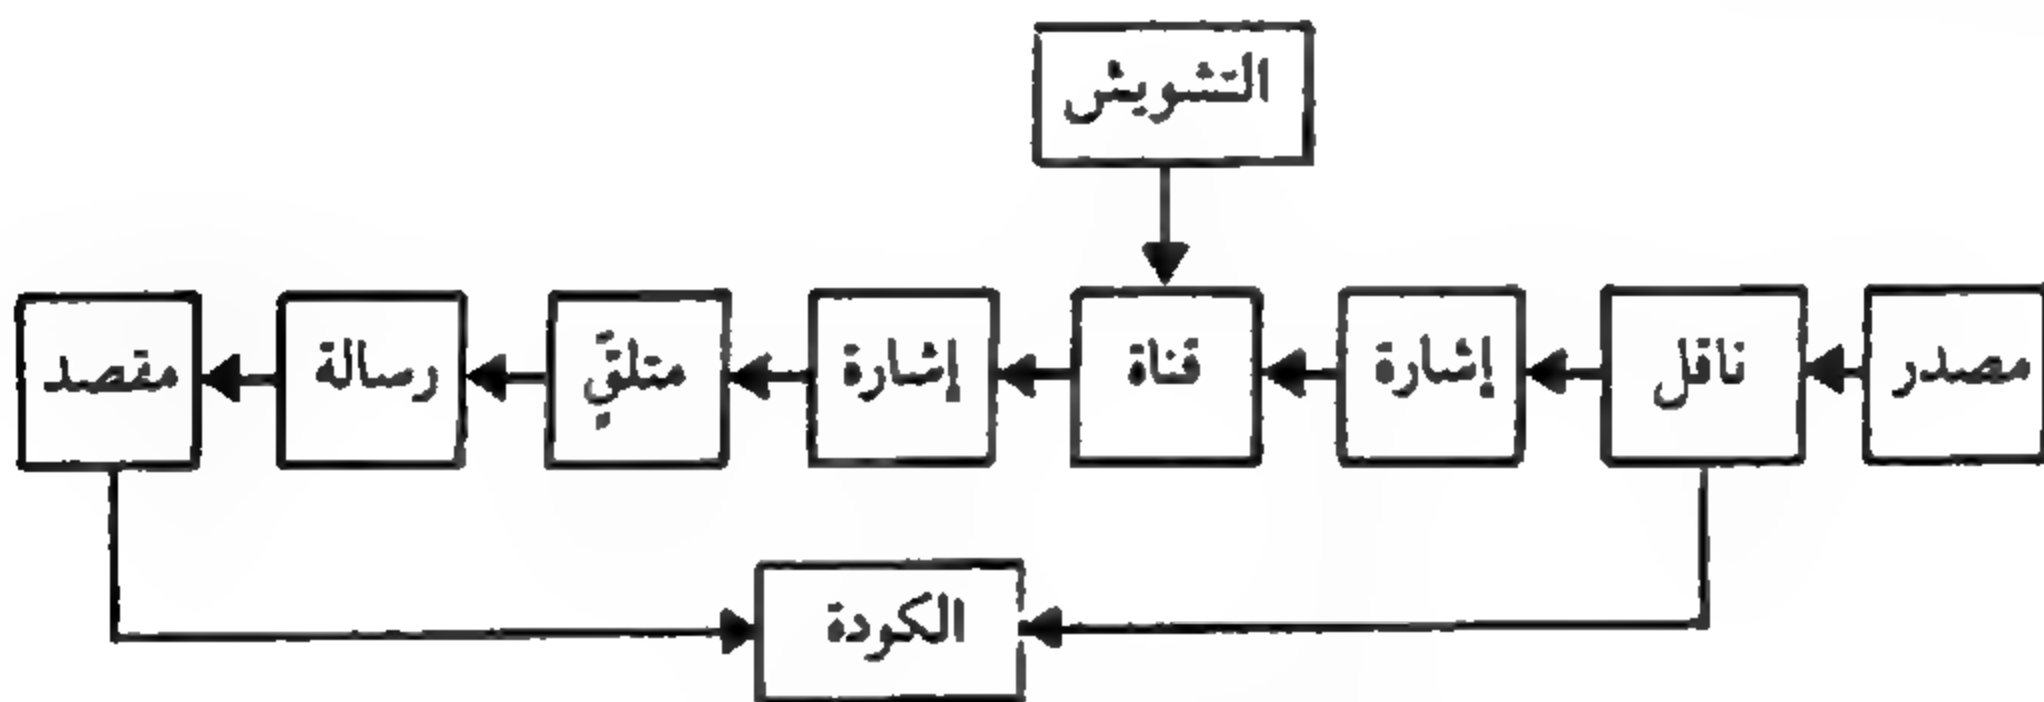 التشويش
مصدر ناقل إشارة قناة إشارة متلقٍّ رسالة مقصد
الكودة